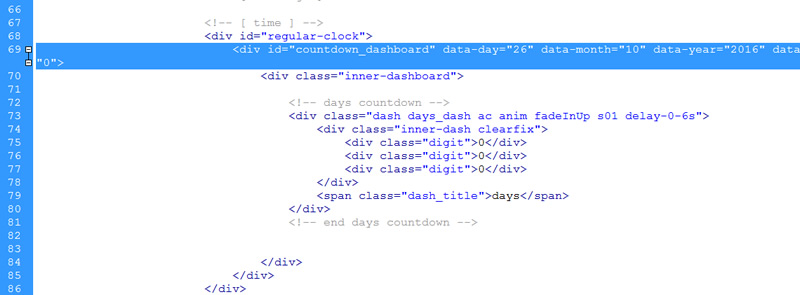 66
67 <!-- [ time ] -->
68 <div id="regular-clock">
69 <div id="countdown_dashboard" data-day="26" data-month="10" data-year="2016" data
"0">
70 <div class="inner-dashboard">
71
72 <!-- days countdown -->
73 <div class="dash days_dash ac anim fadeInUp s01 delay-0-6s">
74 <div class="inner-dash clearfix">
75 <div class="digit">0</div>
76 <div class="digit">0</div>
77 <div class="digit">0</div>
78 </div>
79 <span class="dash_title">days</span>
80 </div>
81 <!-- end days countdown -->
82
83
84 </div>
85 </div>
86 </div>